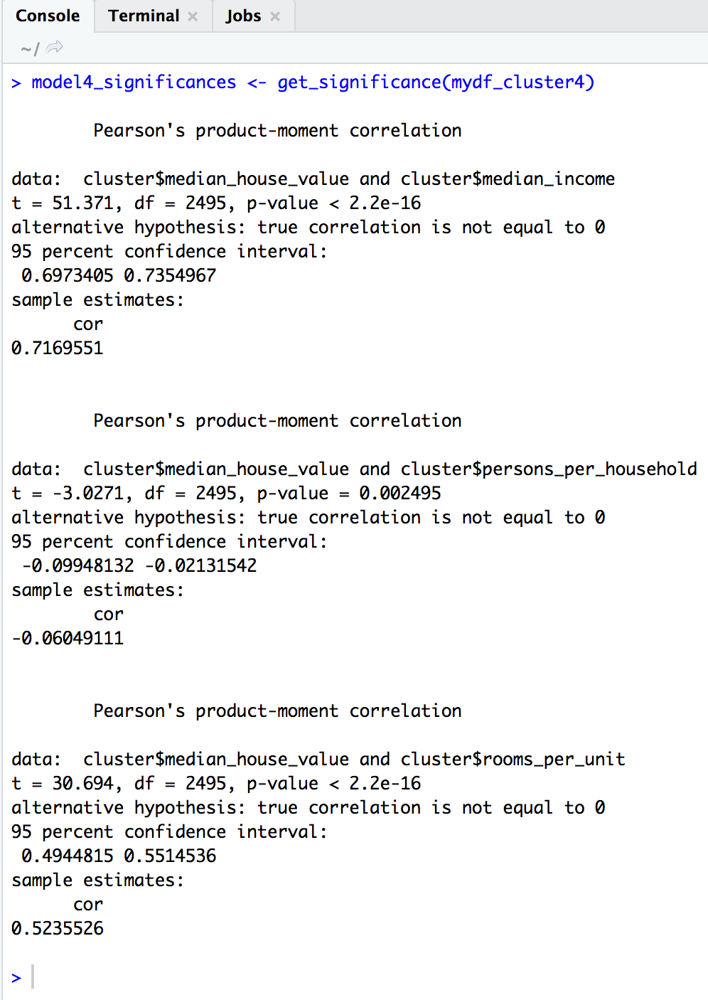 Console Terminal Jobs
~/
> model4_significances <- get_significance(mydf_cluster4)
Pearson's product-moment correlation
data:  cluster$median_house_value and cluster$median_income
t = 51.371, df = 2495, p-value < 2.2e-16
alternative hypothesis: true correlation is not equal to 0
95 percent confidence interval:
0.6973405 0.7354967
sample estimates:
cor
0.7169551
Pearson's product-moment correlation
data:  cluster$median_house_value and cluster$persons_per_household
t = -3.0271, df = 2495, p-value = 0.002495
alternative hypothesis: true correlation is not equal to 0
95 percent confidence interval:
-0.09948132 -0.02131542
sample estimates:
cor
-0.06049111
Pearson's product-moment correlation
data:  cluster$median_house_value and cluster$rooms_per_unit
t = 30.694, df = 2495, p-value < 2.2e-16
alternative hypothesis: true correlation is not equal to 0
95 percent confidence interval:
0.4944815 0.5514536
sample estimates:
cor
0.5235526
>